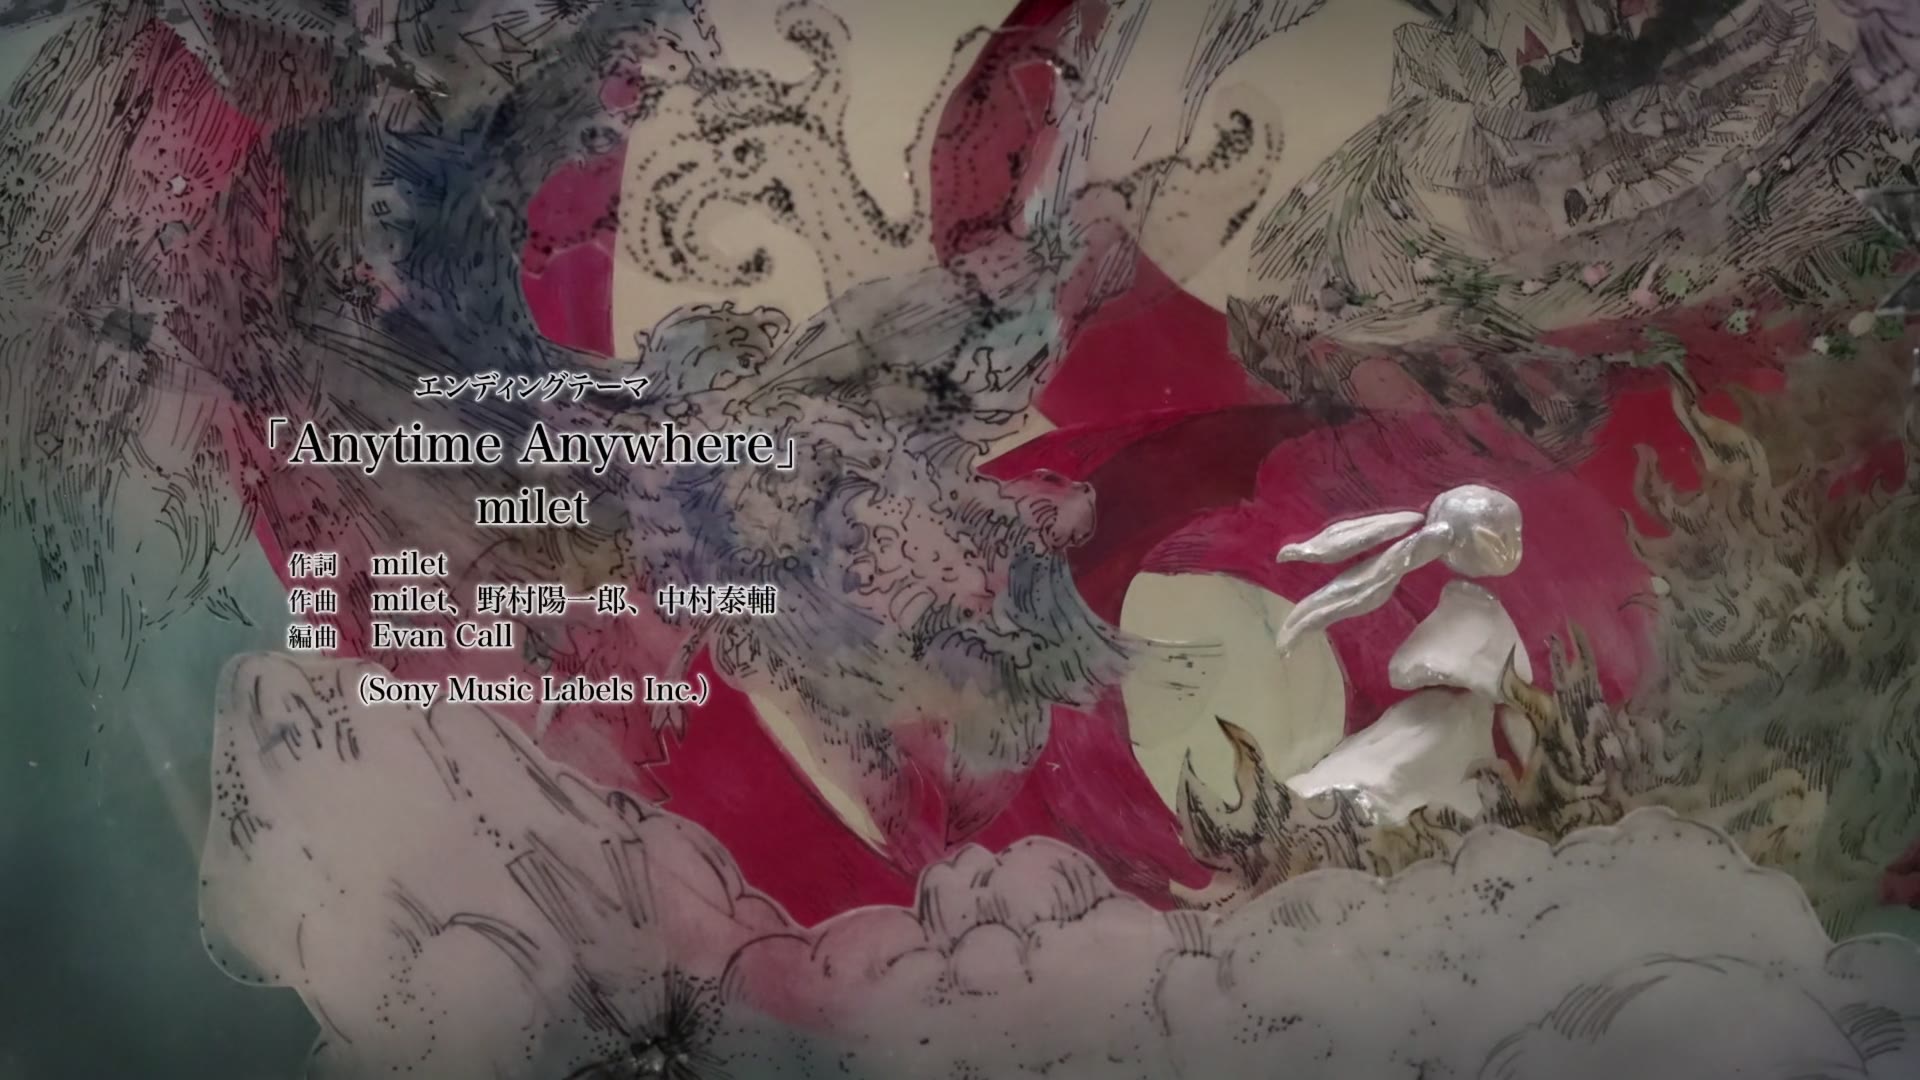 エンディングテーマ
「Anytime Anywhere」
milet
作詞 milet
作曲 milet、野村陽一郎、中村泰輔
編曲 Evan Call
(Sony Music Labels Inc.)